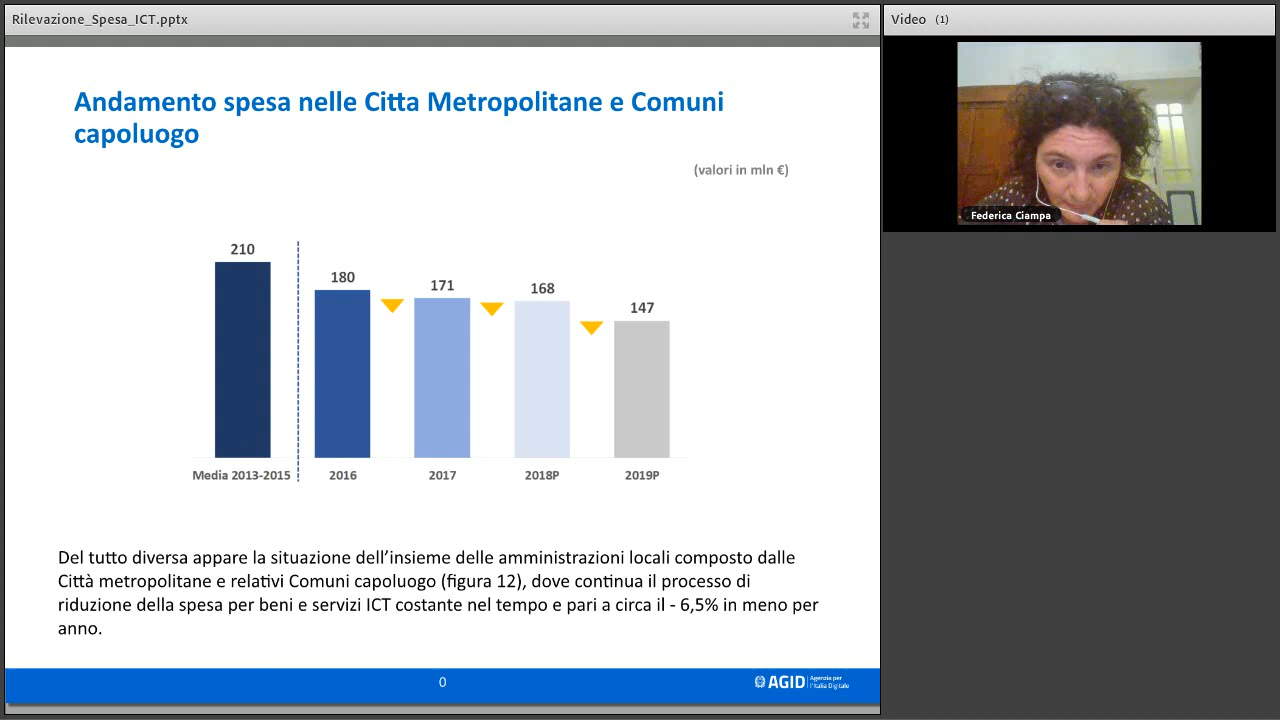 Rilevazione_Spesa_ICT.pptx
Video (1)
Federica Ciampa
Andamento spesa nelle Citta Metropolitane e Comuni
capoluogo
(valori in mln €)
210
180
171
168
147
Media 2013-2015
2016
2017
2018P
2019P
Del tutto diversa appare la situazione dell’insieme delle amministrazioni locali composto dalle
Città metropolitane e relativi Comuni capoluogo (figura 12), dove continua il processo di
riduzione della spesa per beni e servizi ICT costante nel tempo e pari a circa il - 6,5% in meno per
anno.
0
AGID
Agenzia per
l'Italia Digitale